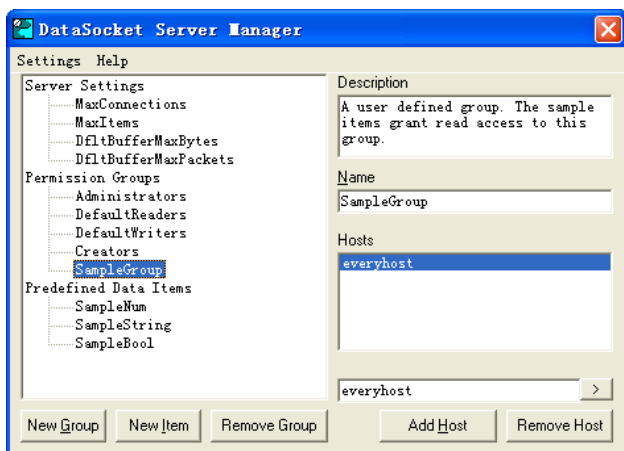 DataSocket Server Manager
Settings Help
Server Settings
MaxConnections
MaxItems
DfltBufferMaxBytes
DfltBufferMaxPackets
Permission Groups
Administrators
DefaultReaders
DefaultWriters
Creators
SampleGroup
Predefined Data Items
SampleNum
SampleString
SampleBool
Description
A user defined group. The sample
items grant read access to this
group.
Name
SampleGroup
Hosts
everyhost
everyhost >
New Group New Item Remove Group Add Host Remove Host